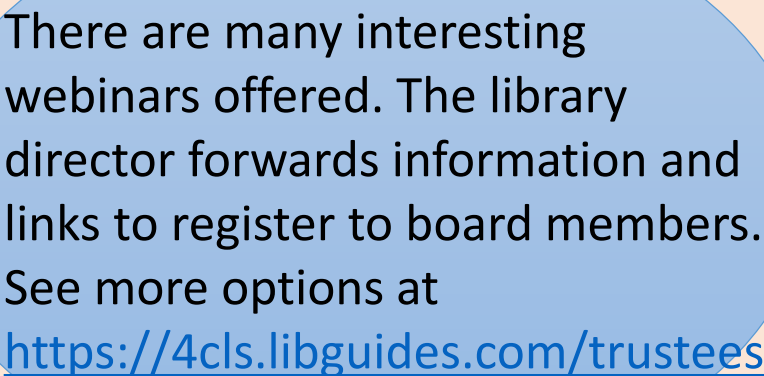 There are many interesting
webinars offered. The library
director forwards information and
links to register to board members.
See more options at
https://4cls.libguides.com/trustees